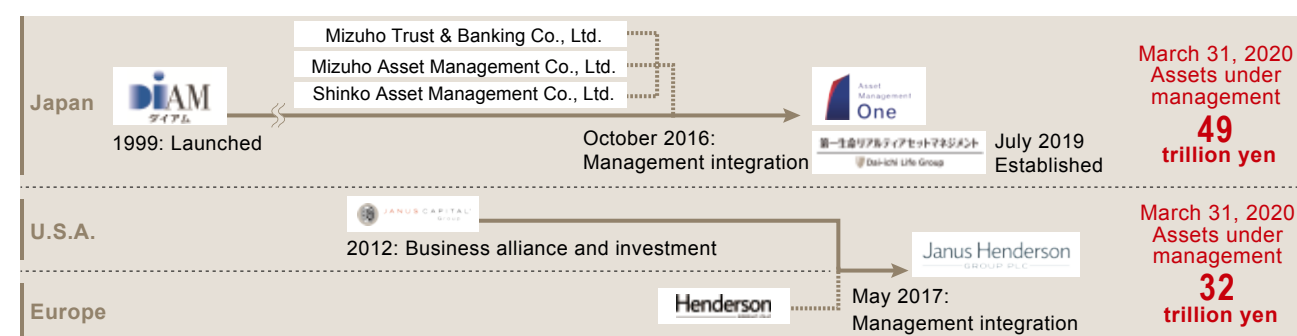 Japan
DIAM
ダイアム
1999: Launched
Mizuho Trust & Banking Co., Ltd.
Mizuho Asset Management Co., Ltd.
Shinko Asset Management Co., Ltd.
October 2016:
Management integration
Asset
Management
One
第一生命リアルティアセットマネジメント
Dai-ichi Life Group
July 2019
Established
March 31, 2020
Assets under
management
49
trillion yen
U.S.A.
JANUS CAPITAL
Group
2012: Business alliance and investment
Janus Henderson
GROUP PLC
March 31, 2020
Assets under
management
32
trillion yen
Europe
Henderson
May 2017:
Management integration